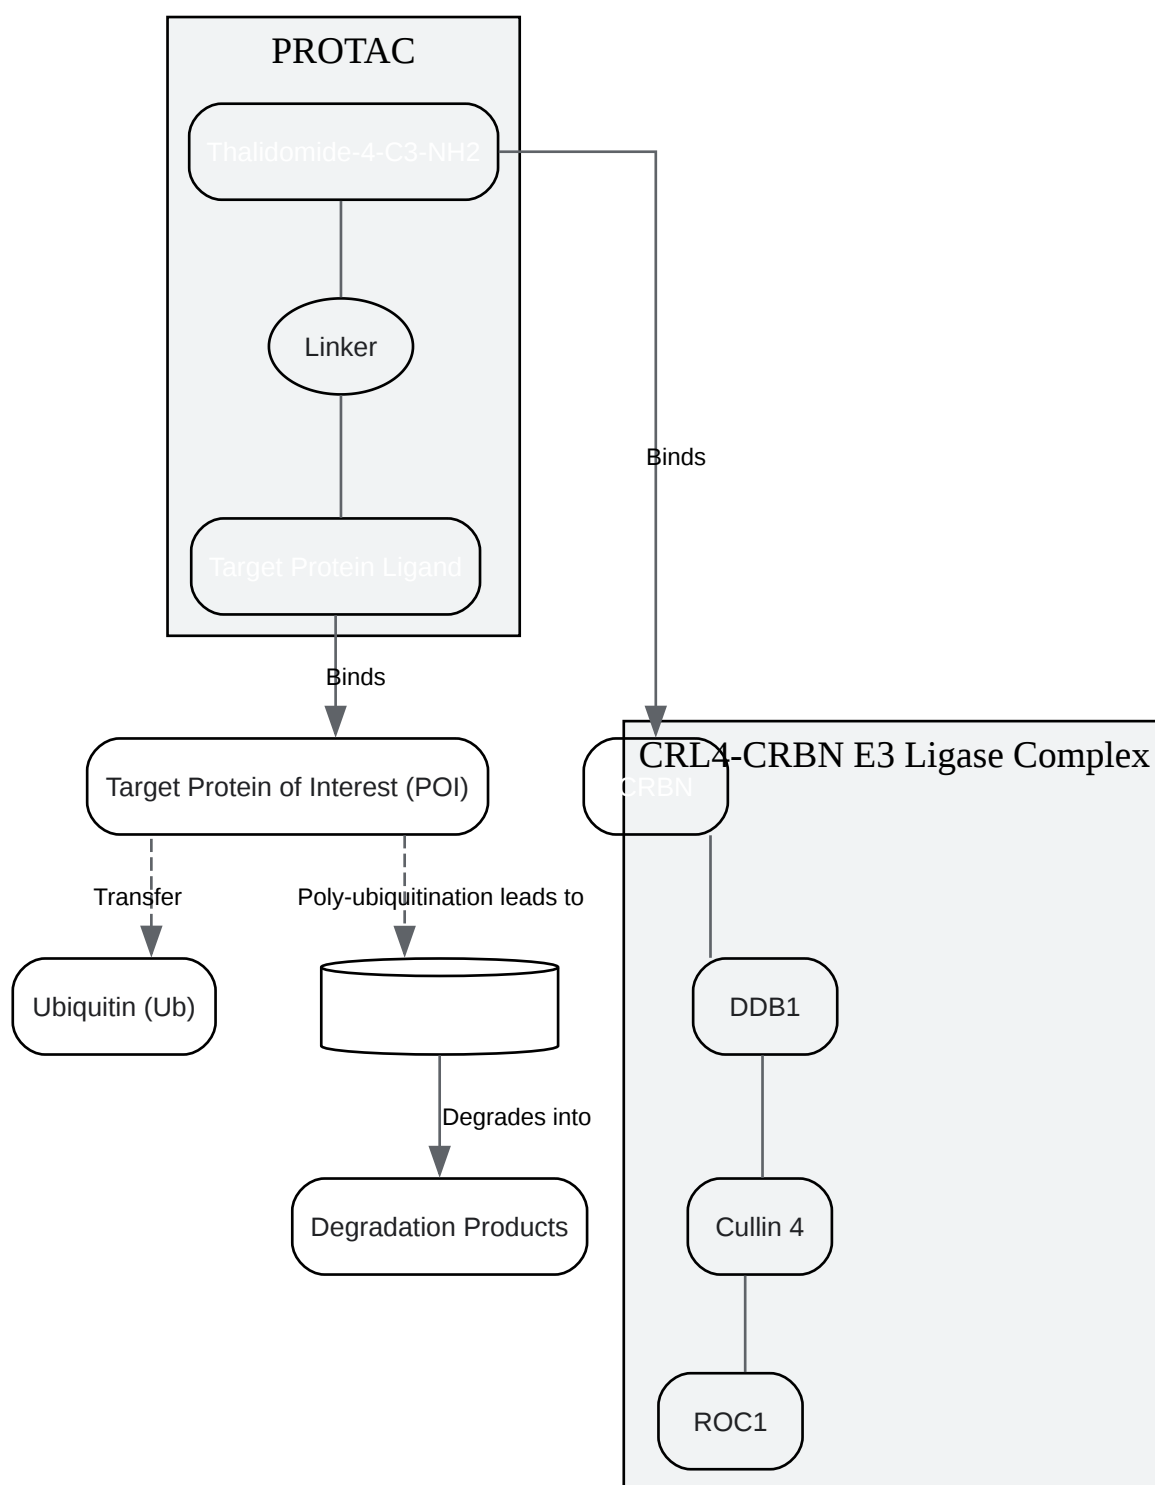 PROTAC
Thalidomide-4-C3-NH2
Linker
Binds
Target Protein Ligand
Binds
CRL4-CRBN E3 Ligase Complex
Target Protein of Interest (POI)
CRBN
Transfer
Poly-ubiquitination leads to
Ubiquitin (Ub)
DDB1
Degrades into
Degradation Products
Cullin 4
ROC1